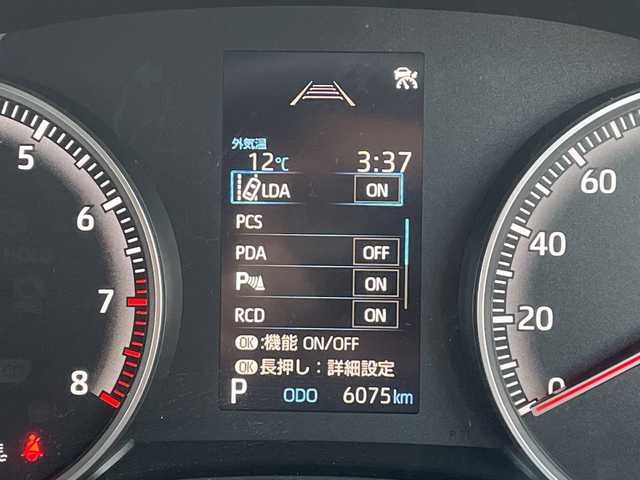 外気温
12℃ 3:37
LDA ON
PCS
PDA OFF
P ON
RCD ON
OK:機能 ON/OFF
OK長押し:詳細設定
P ODO 6075km
5
6
7
8
60
40
20
0